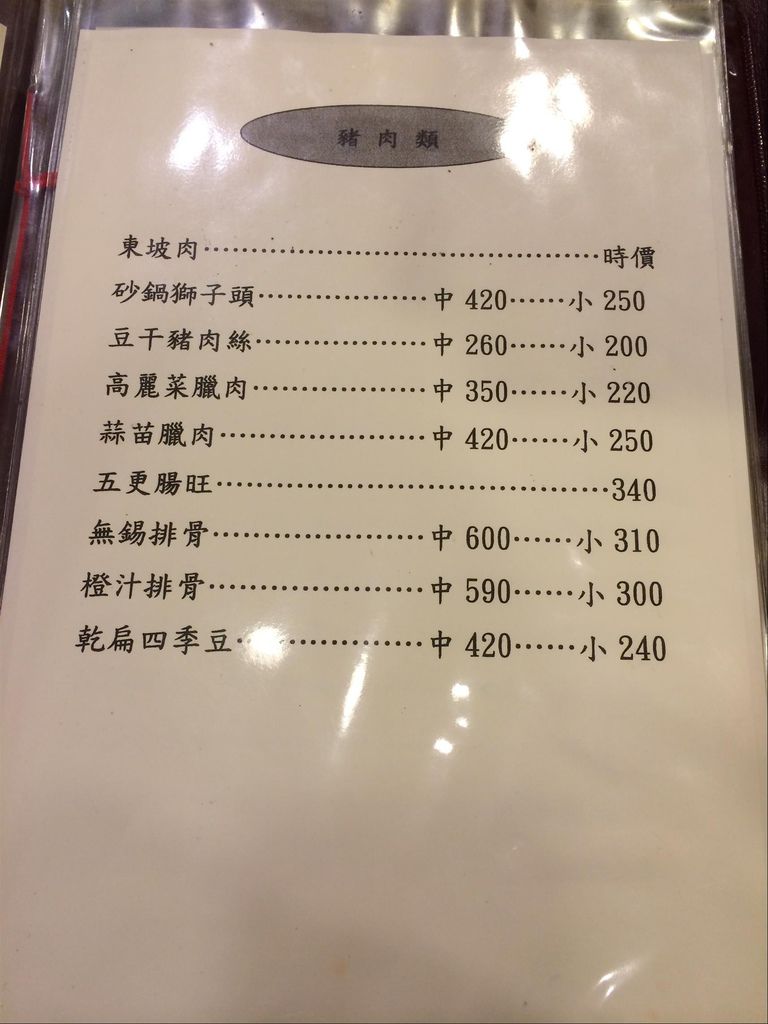 豬肉類
東坡肉⋯⋯⋯⋯⋯⋯⋯⋯⋯⋯⋯時價
砂鍋獅子頭⋯⋯⋯⋯⋯中 420⋯⋯小 250
豆干豬肉絲⋯⋯⋯⋯⋯中 260⋯⋯小 200
高麗菜臘肉⋯⋯⋯⋯⋯中 350⋯⋯小 220
蒜苗臘肉⋯⋯⋯⋯⋯⋯中 420⋯⋯小 250
五更腸旺⋯⋯⋯⋯⋯⋯⋯⋯⋯⋯⋯340
無錫排骨⋯⋯⋯⋯⋯⋯中 600⋯⋯小 310
橙汁排骨⋯⋯⋯⋯⋯⋯中 590⋯⋯小 300
乾扁四季豆⋯⋯⋯⋯⋯中 420⋯⋯小 240